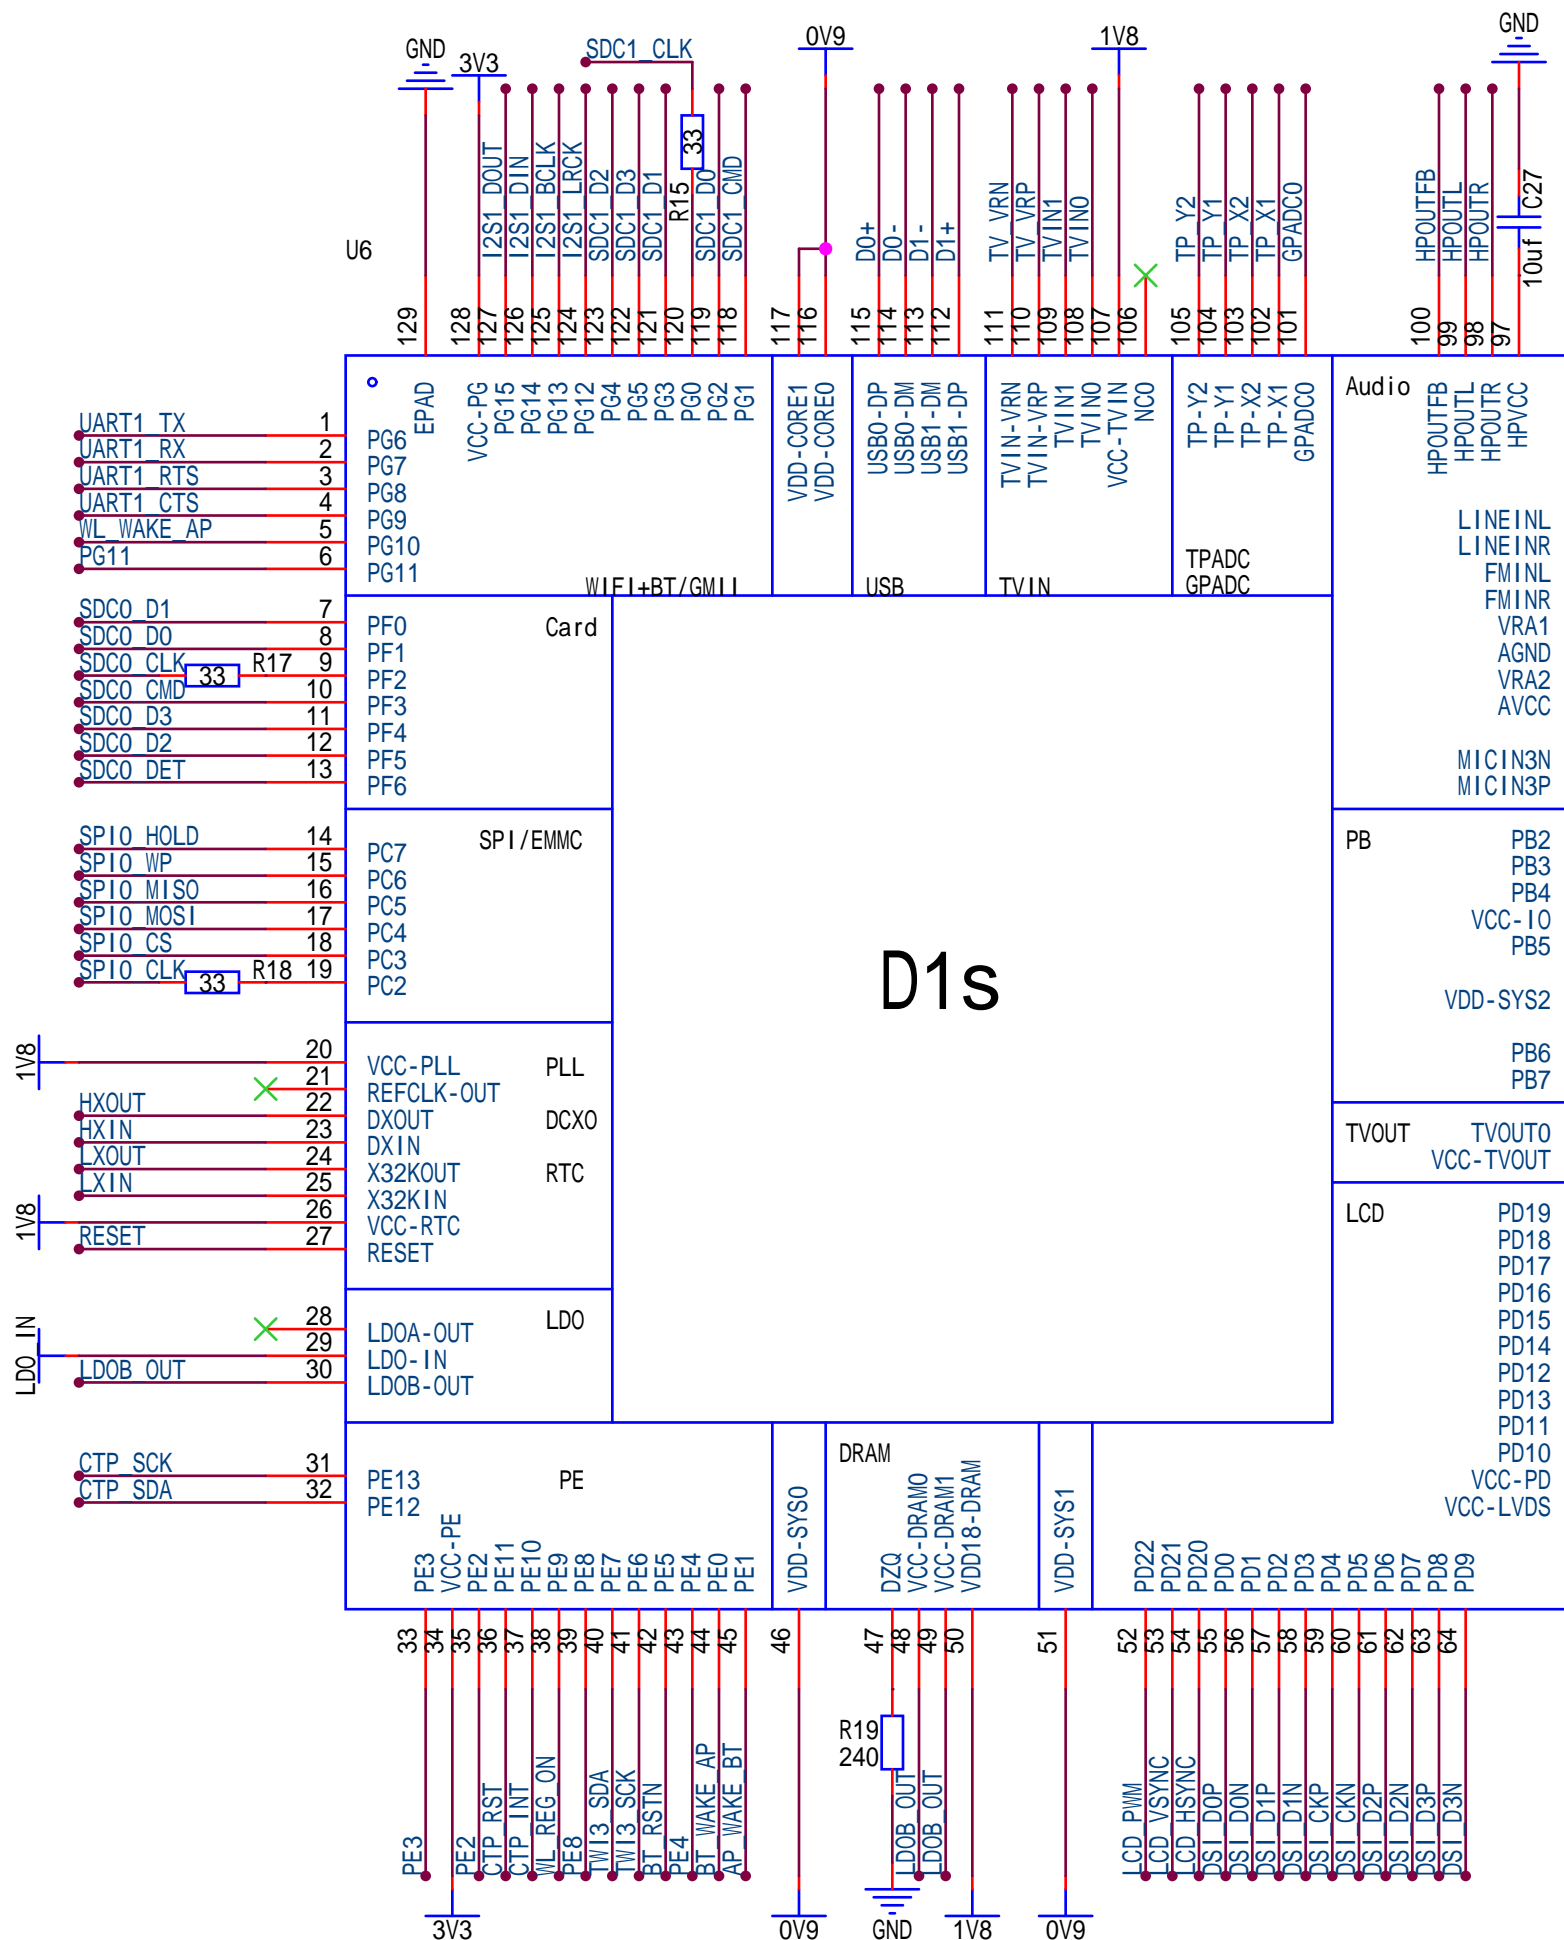 GND
3V3
SDC1_CLK
0V9
1V8
GND
I2S1_DOUT
I2S1_DIN
I2S1_BCLK
I2S1_LRCK
SDC1_D2
SDC1_D3
SDC1_D1
R15
33
SDC1_D0
SDC1_CMD
D0+
D0-
D1-
D1+
TV_VRN
TV_VRP
TVIN1
TVIN0
TP_Y2
TP_Y1
TP_X2
TP_X1
GPADC0
HPOUTFB
HPOUTL
HPOUTR
C27
10uf
U6
129
128
127
126
125
124
123
122
121
120
119
118
117
116
115
114
113
112
111
110
109
108
107
106
105
104
103
102
101
100
99
98
97
EPAD
VCC-PG
PG15
PG14
PG13
PG12
PG4
PG5
PG3
PG0
PG2
PG1
VDD-CORE1
VDD-CORE0
USB0-DP
USB0-DM
USB1-DM
USB1-DP
TVIN-VRN
TVIN-VRP
TVIN1
TVIN0
VCC-TVIN
NC0
TP-Y2
TP-Y1
TP-X2
TP-X1
GPADC0
HPOUTFB
HPOUTL
HPOUTR
HPVCC
WIFI+BT/GMII
USB
TVIN
TPADC
GPADC
Audio
UART1_TX 1 PG6
UART1_RX 2 PG7
UART1_RTS 3 PG8
UART1_CTS 4 PG9
WL_WAKE_AP 5 PG10
PG11 6 PG11
SDC0_D1 7 PF0 Card
SDC0_D0 8 PF1
SDC0_CLK 33 R17 9 PF2
SDC0_CMD 10 PF3
SDC0_D3 11 PF4
SDC0_D2 12 PF5
SDC0_DET 13 PF6
SPI0_HOLD 14 PC7 SPI/EMMC
SPI0_WP 15 PC6
SPI0_MISO 16 PC5
SPI0_MOSI 17 PC4
SPI0_CS 18 PC3
SPI0_CLK 33 R18 19 PC2
1V8 20 VCC-PLL PLL
21 REFCLK-OUT
HXOUT 22 DXOUT DCXO
HXIN 23 DXIN
LXOUT 24 X32KOUT RTC
LXIN 25 X32KIN
1V8 26 VCC-RTC
RESET 27 RESET
28 LDOA-OUT LDO
LDO_IN 29 LDO-IN
LDOB_OUT 30 LDOB-OUT
CTP_SCK 31 PE13 PE
CTP_SDA 32 PE12
D1s
LINEINL
LINEINR
FMINL
FMINR
VRA1
AGND
VRA2
AVCC
MICIN3N
MICIN3P
PB PB2
PB3
PB4
VCC-IO
PB5
VDD-SYS2
PB6
PB7
TVOUT TVOUT0
VCC-TVOUT
LCD PD19
PD18
PD17
PD16
PD15
PD14
PD12
PD13
PD11
PD10
VCC-PD
VCC-LVDS
DRAM
PE3
VCC-PE
PE2
PE11
PE10
PE9
PE8
PE7
PE6
PE5
PE4
PE0
PE1
VDD-SYS0
DZQ
VCC-DRAM0
VCC-DRAM1
VDD18-DRAM
VDD-SYS1
PD22
PD21
PD20
PD0
PD1
PD2
PD3
PD4
PD5
PD6
PD7
PD8
PD9
33
34
35
36
37
38
39
40
41
42
43
44
45
46
47
48
49
50
51
52
53
54
55
56
57
58
59
60
61
62
63
64
PE3
PE2
CTP_RST
CTP_INT
WL_REG_ON
PE8
TWI3_SDA
TWI3_SCK
BT_RSTN
PE4
BT_WAKE_AP
AP_WAKE_BT
R19
240
LDOB_OUT
LDOB_OUT
LCD_PWM
LCD_VSYNC
LCD_HSYNC
DSI_D0P
DSI_D0N
DSI_D1P
DSI_D1N
DSI_CKP
DSI_CKN
DSI_D2P
DSI_D2N
DSI_D3P
DSI_D3N
3V3
0V9
GND
1V8
0V9